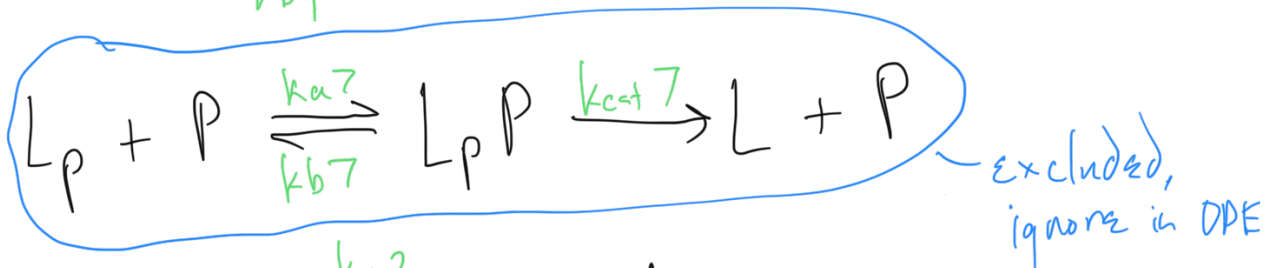 Lp + P ⇌ LpP → L + P
ka7
kb7
kcat7
excluded,
ignore in ODE